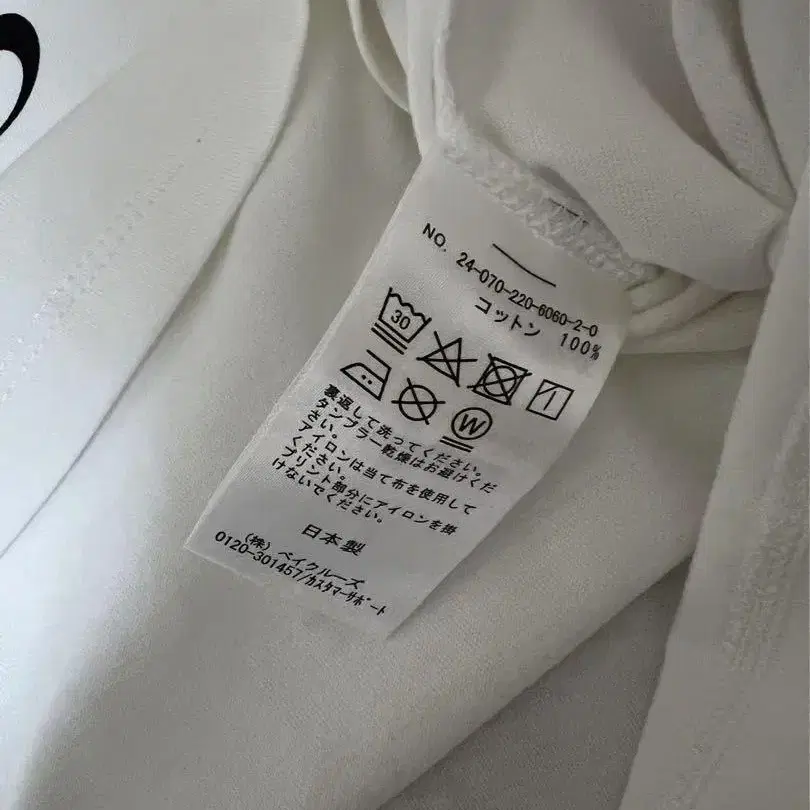 NO. 24-070-220-6060-2-0
コットン 100%
30
W
裏返して洗ってください。
タンブラー乾燥はお避けくだ
さい。
アイロンは当て布を使用して
ください。
プリント部分にアイロンを掛
けないでください。
日本製
(株) ベイクルーズ
0120-301457/カスタマーサポート